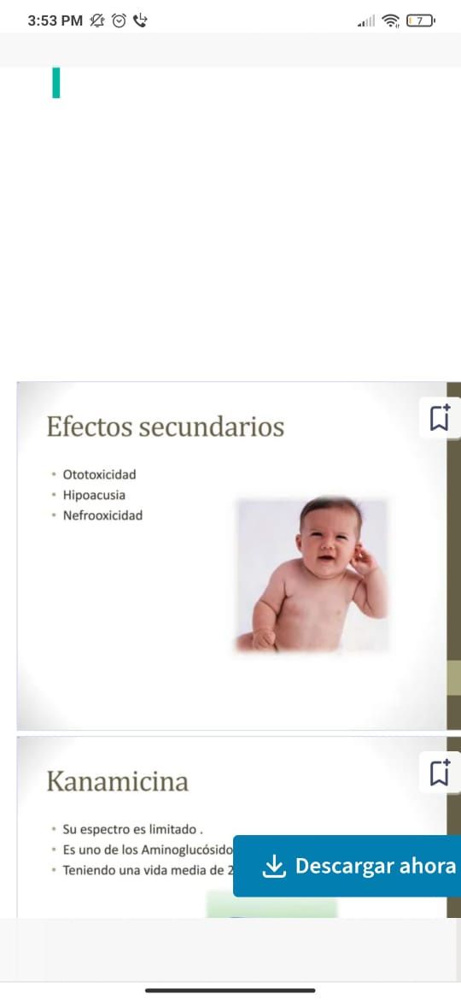 3:53 PM
7
Efectos secundarios
• Ototoxicidad
• Hipoacusia
• Nefrooxicidad
Kanamicina
• Su espectro es limitado .
• Es uno de los Aminoglucósido
• Teniendo una vida media de 2
Descargar ahora